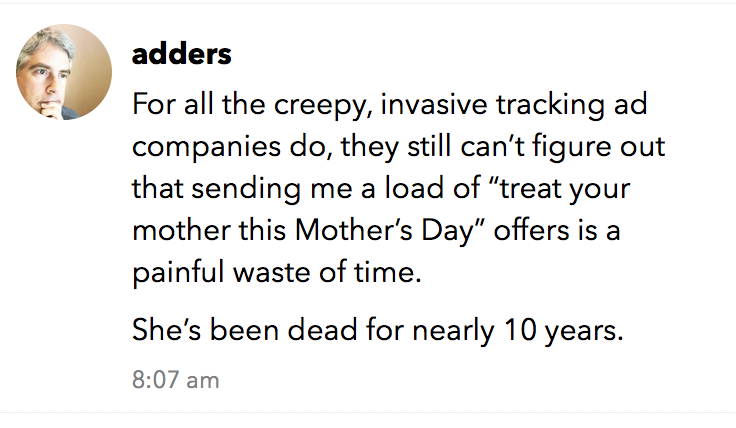 adders
For all the creepy, invasive tracking ad
companies do, they still can’t figure out
that sending me a load of “treat your
mother this Mother’s Day” offers is a
painful waste of time.
She’s been dead for nearly 10 years.
8:07 am